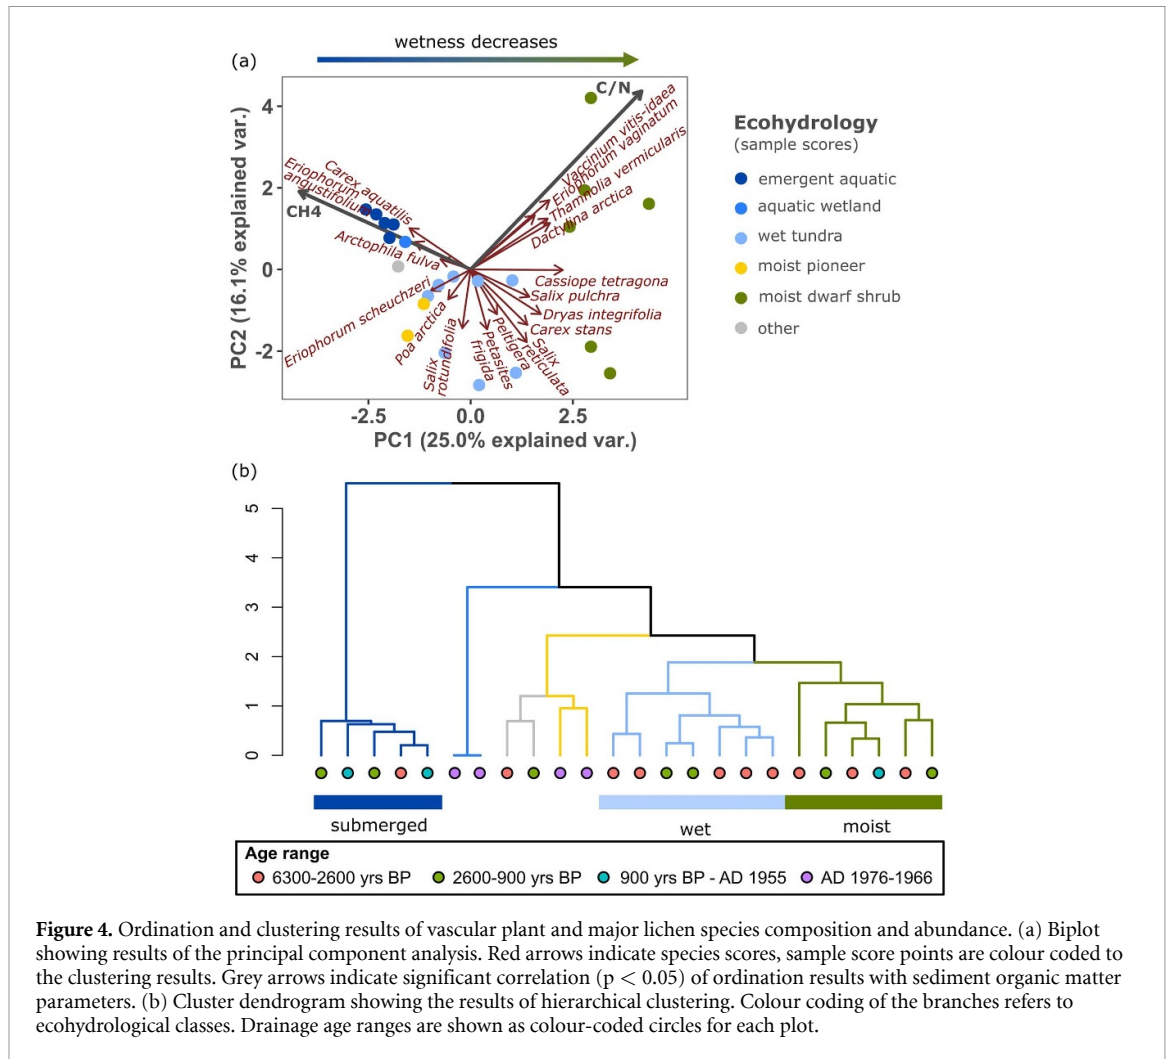 (a)
wetness decreases
C/N
CH4
Vaccinium vitis-idaea
Eriophorum vaginatum
Thamnolia vermicularis
Dactylina arctica
Carex aquatilis
Eriophorum
angustifolium
Arctophila fulva
Eriophorum scheuchzeri
Poa arctica
Salix
rotundifolia
Petasites
frigida
Peltigera
Salix
reticulata
Cassiope tetragona
Salix pulchra
Dryas integrifolia
Carex stans
4
2
0
-2
PC2 (16.1% explained var.)
-2.5
0.0
2.5
PC1 (25.0% explained var.)
Ecohydrology
(sample scores)
emergent aquatic
aquatic wetland
wet tundra
moist pioneer
moist dwarf shrub
other
(b)
5
4
3
2
1
0
submerged
wet
moist
Age range
6300-2600 yrs BP
2600-900 yrs BP
900 yrs BP - AD 1955
AD 1976-1966
Figure 4. Ordination and clustering results of vascular plant and major lichen species composition and abundance. (a) Biplot
showing results of the principal component analysis. Red arrows indicate species scores, sample score points are colour coded to
the clustering results. Grey arrows indicate significant correlation (p < 0.05) of ordination results with sediment organic matter
parameters. (b) Cluster dendrogram showing the results of hierarchical clustering. Colour coding of the branches refers to
ecohydrological classes. Drainage age ranges are shown as colour-coded circles for each plot.